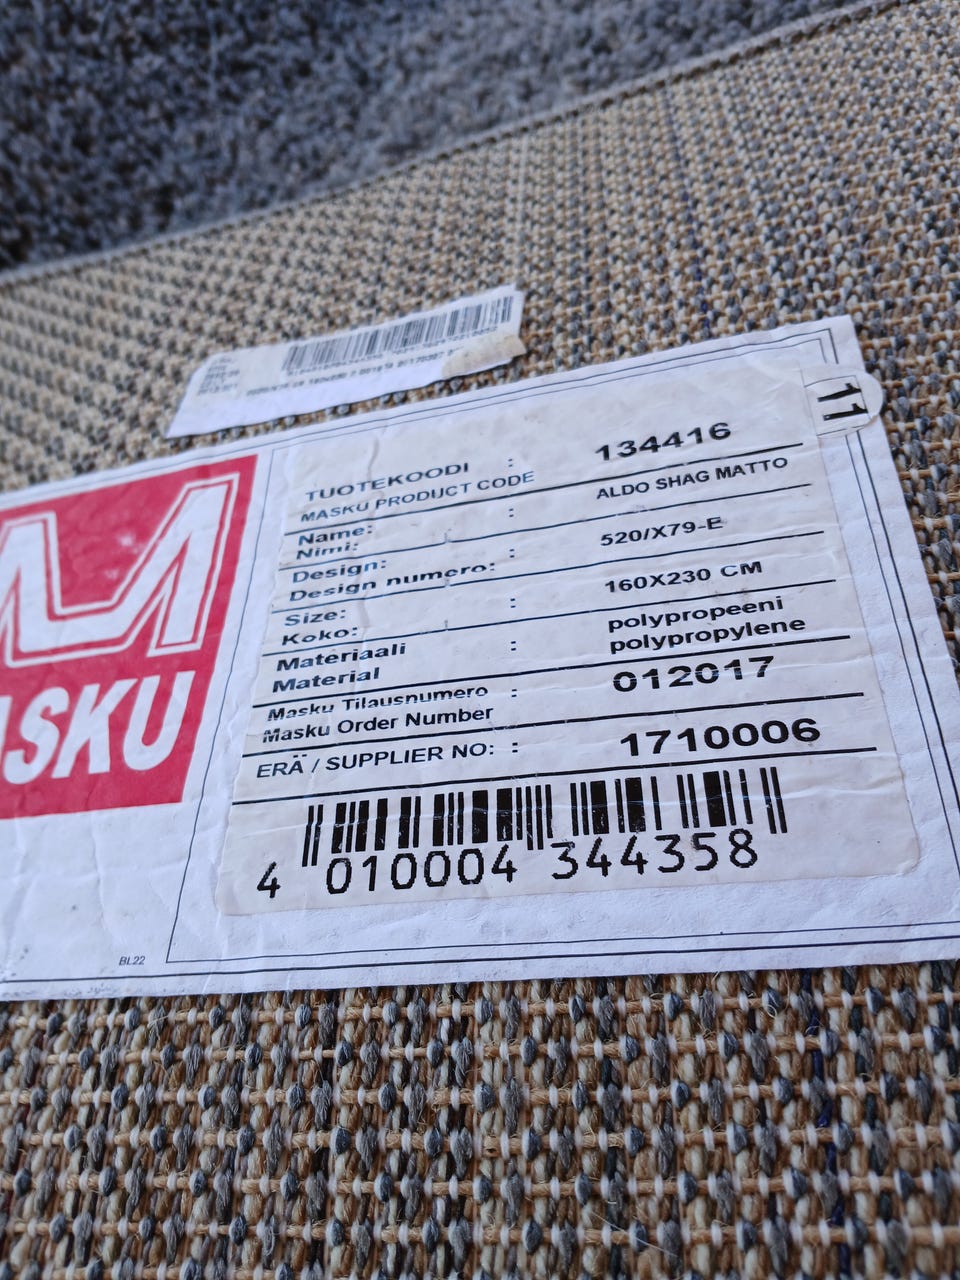 11
TUOTEKOODI : 134416
MASKU PRODUCT CODE
Name: : ALDO SHAG MATTO
Nimi:
Design: : 520/X79-E
Design numero:
Size: : 160X230 CM
Koko:
Materiaali : polypropeeni
Material polypropylene
Masku Tilausnumero : 012017
Masku Order Number
ERÄ / SUPPLIER NO: : 1710006
4 010004 344358
MASKU
BL22